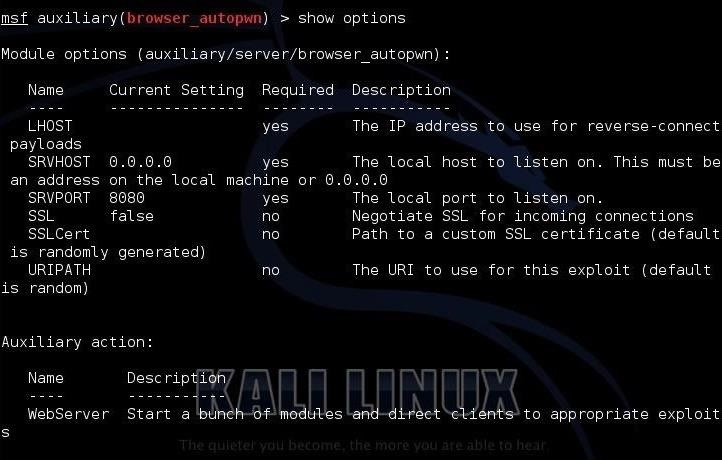 msf auxiliary(browser_autopwn) > show options
Module options (auxiliary/server/browser_autopwn):
Name Current Setting Required Description
---- --------------- -------- -----------
LHOST yes The IP address to use for reverse-connect
payloads
SRVHOST 0.0.0.0 yes The local host to listen on. This must be
an address on the local machine or 0.0.0.0
SRVPORT 8080 yes The local port to listen on.
SSL false no Negotiate SSL for incoming connections
SSLCert no Path to a custom SSL certificate (default
is randomly generated)
URIPATH no The URI to use for this exploit (default
is random)
Auxiliary action:
Name Description
---- -----------
WebServer Start a bunch of modules and direct clients to appropriate exploit
s
KALI LINUX
The quieter you become, the more you are able to hear